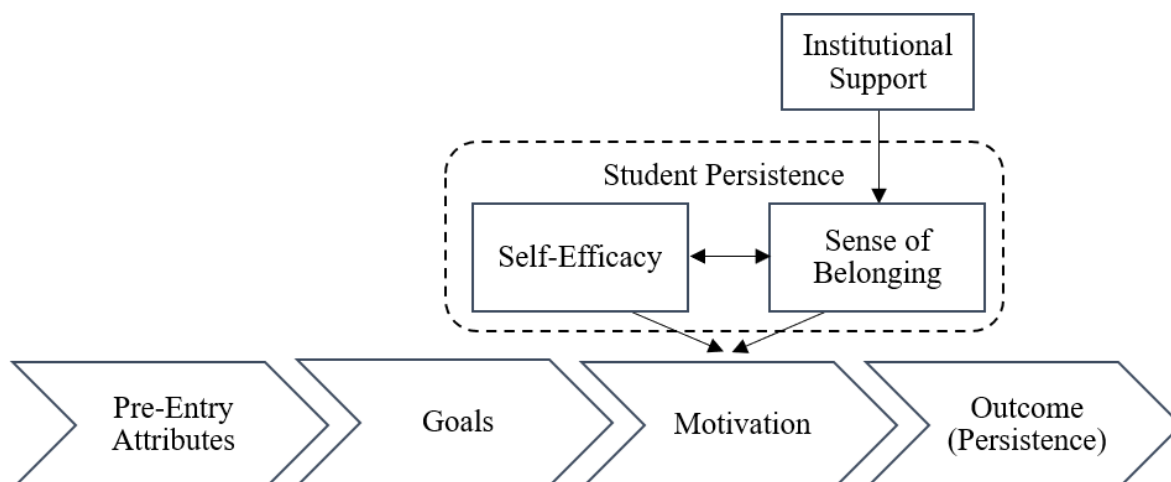 Institutional
Support
Student Persistence
Self-Efficacy
Sense of
Belonging
Pre-Entry
Attributes
Goals
Motivation
Outcome
(Persistence)